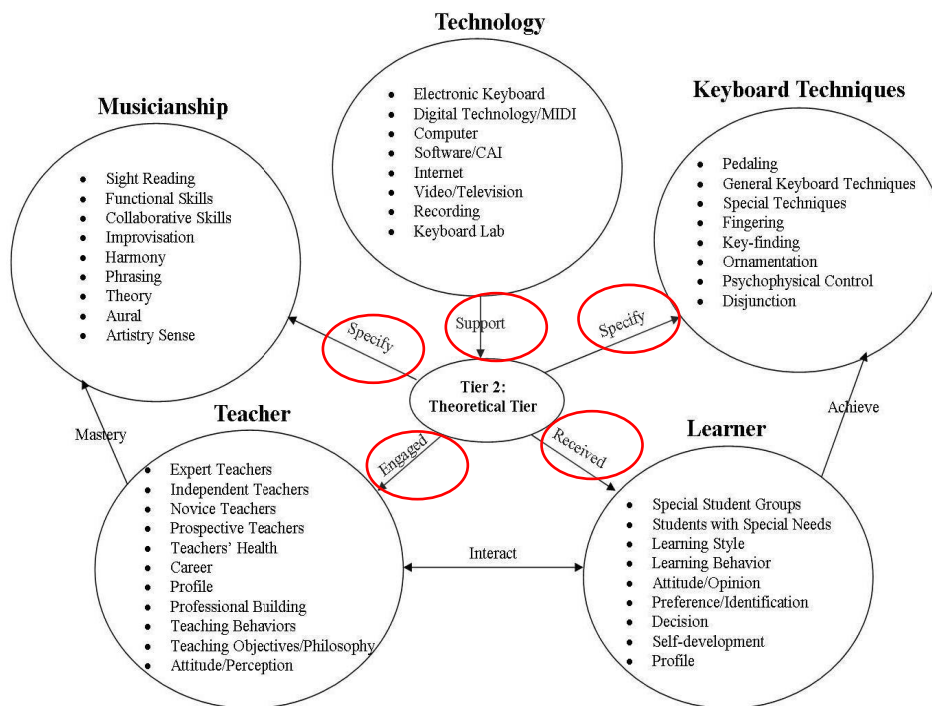 Technology
Electronic Keyboard
Digital Technology/MIDI
Computer
Software/CAI
Internet
Video/Television
Recording
Keyboard Lab
Musicianship
Sight Reading
Functional Skills
Collaborative Skills
Improvisation
Harmony
Phrasing
Theory
Aural
Artistry Sense
Keyboard Techniques
Pedaling
General Keyboard Techniques
Special Techniques
Fingering
Key-finding
Ornamentation
Psychophysical Control
Disjunction
Specify
Support
Specify
Tier 2:
Theoretical Tier
Mastery
Engaged
Received
Achieve
Teacher
Expert Teachers
Independent Teachers
Novice Teachers
Prospective Teachers
Teachers' Health
Career
Profile
Professional Building
Teaching Behaviors
Teaching Objectives/Philosophy
Attitude/Perception
Interact
Learner
Special Student Groups
Students with Special Needs
Learning Style
Learning Behavior
Attitude/Opinion
Preference/Identification
Decision
Self-development
Profile